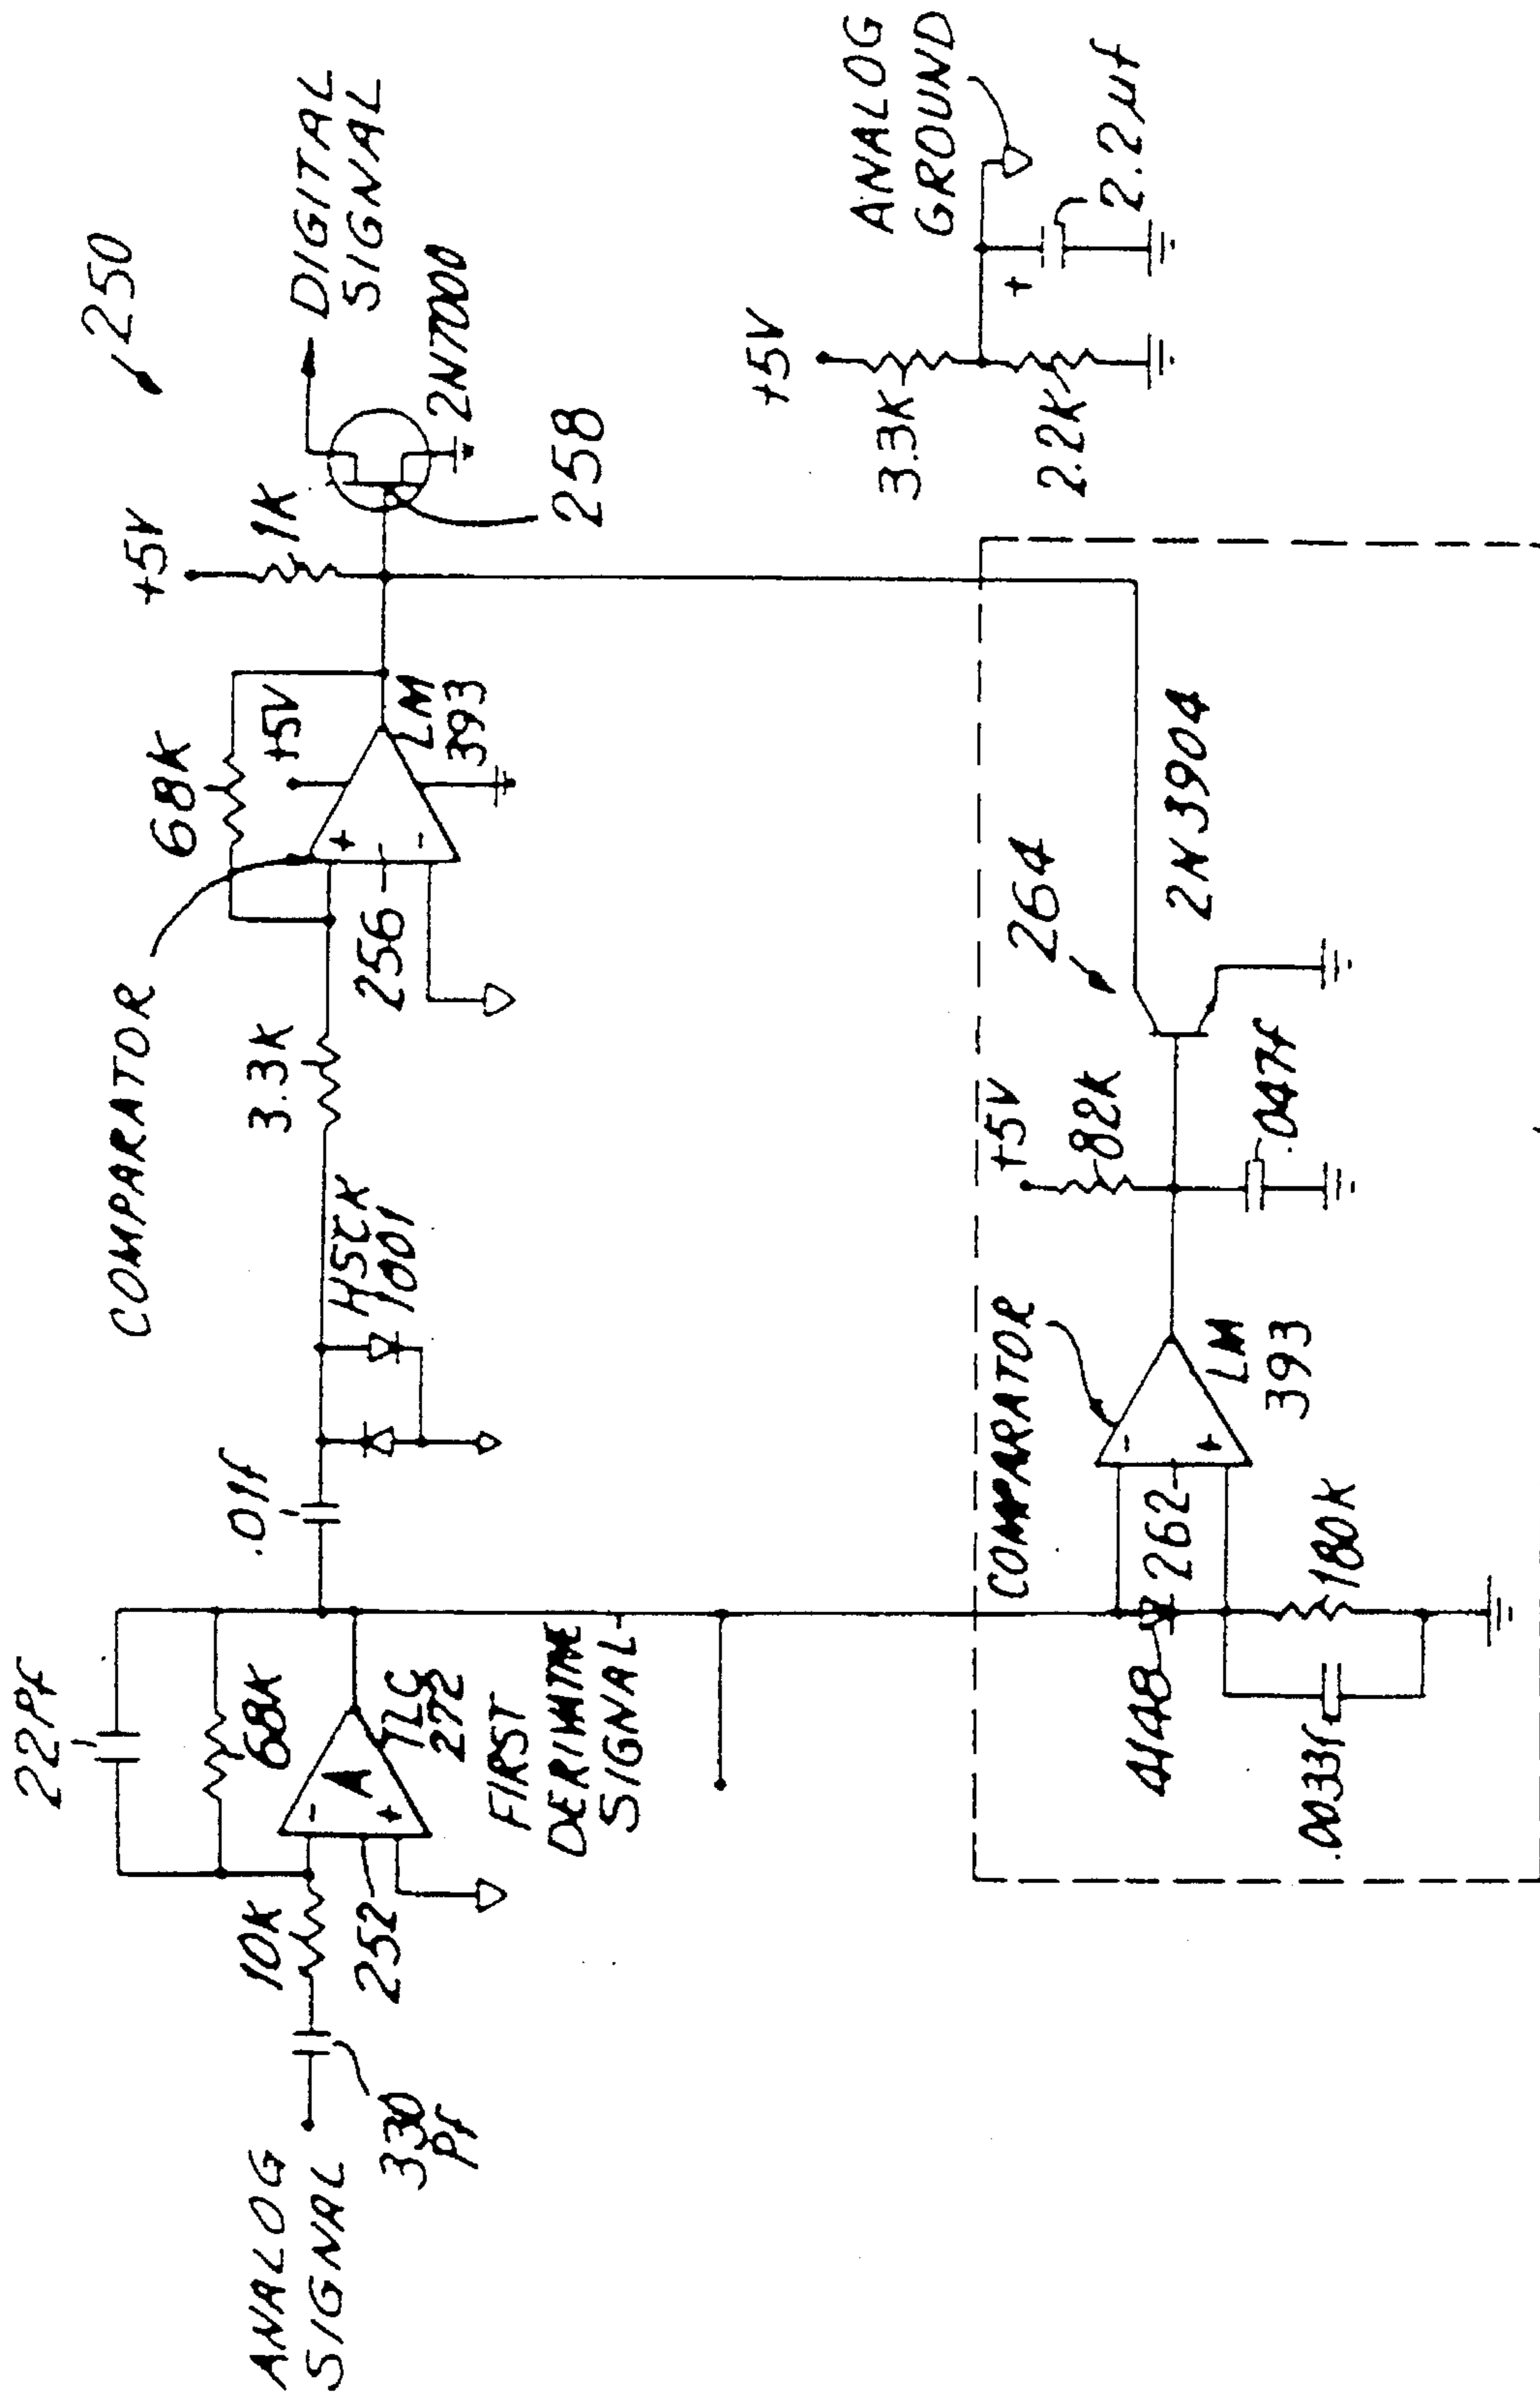 250
22Pf
68K
10K
ANALOG
SIGNAL
330
Pf
252
A
-
+
TLC
272
FIRST
DERIVATIVE
SIGNAL
.01f
HSCK
1001
3.3K
COMPARATOR
68K
+5V
+
-
256
LM
393
+5V
1K
DIGITAL
SIGNAL
2N7000
258
COMPARATOR
-
+
262
LM
393
4148
180K
.0033f
+5V
82K
.047f
264
2N3904
+5V
3.3K
2.2K
+
2.2µf
ANALOG
GROUND